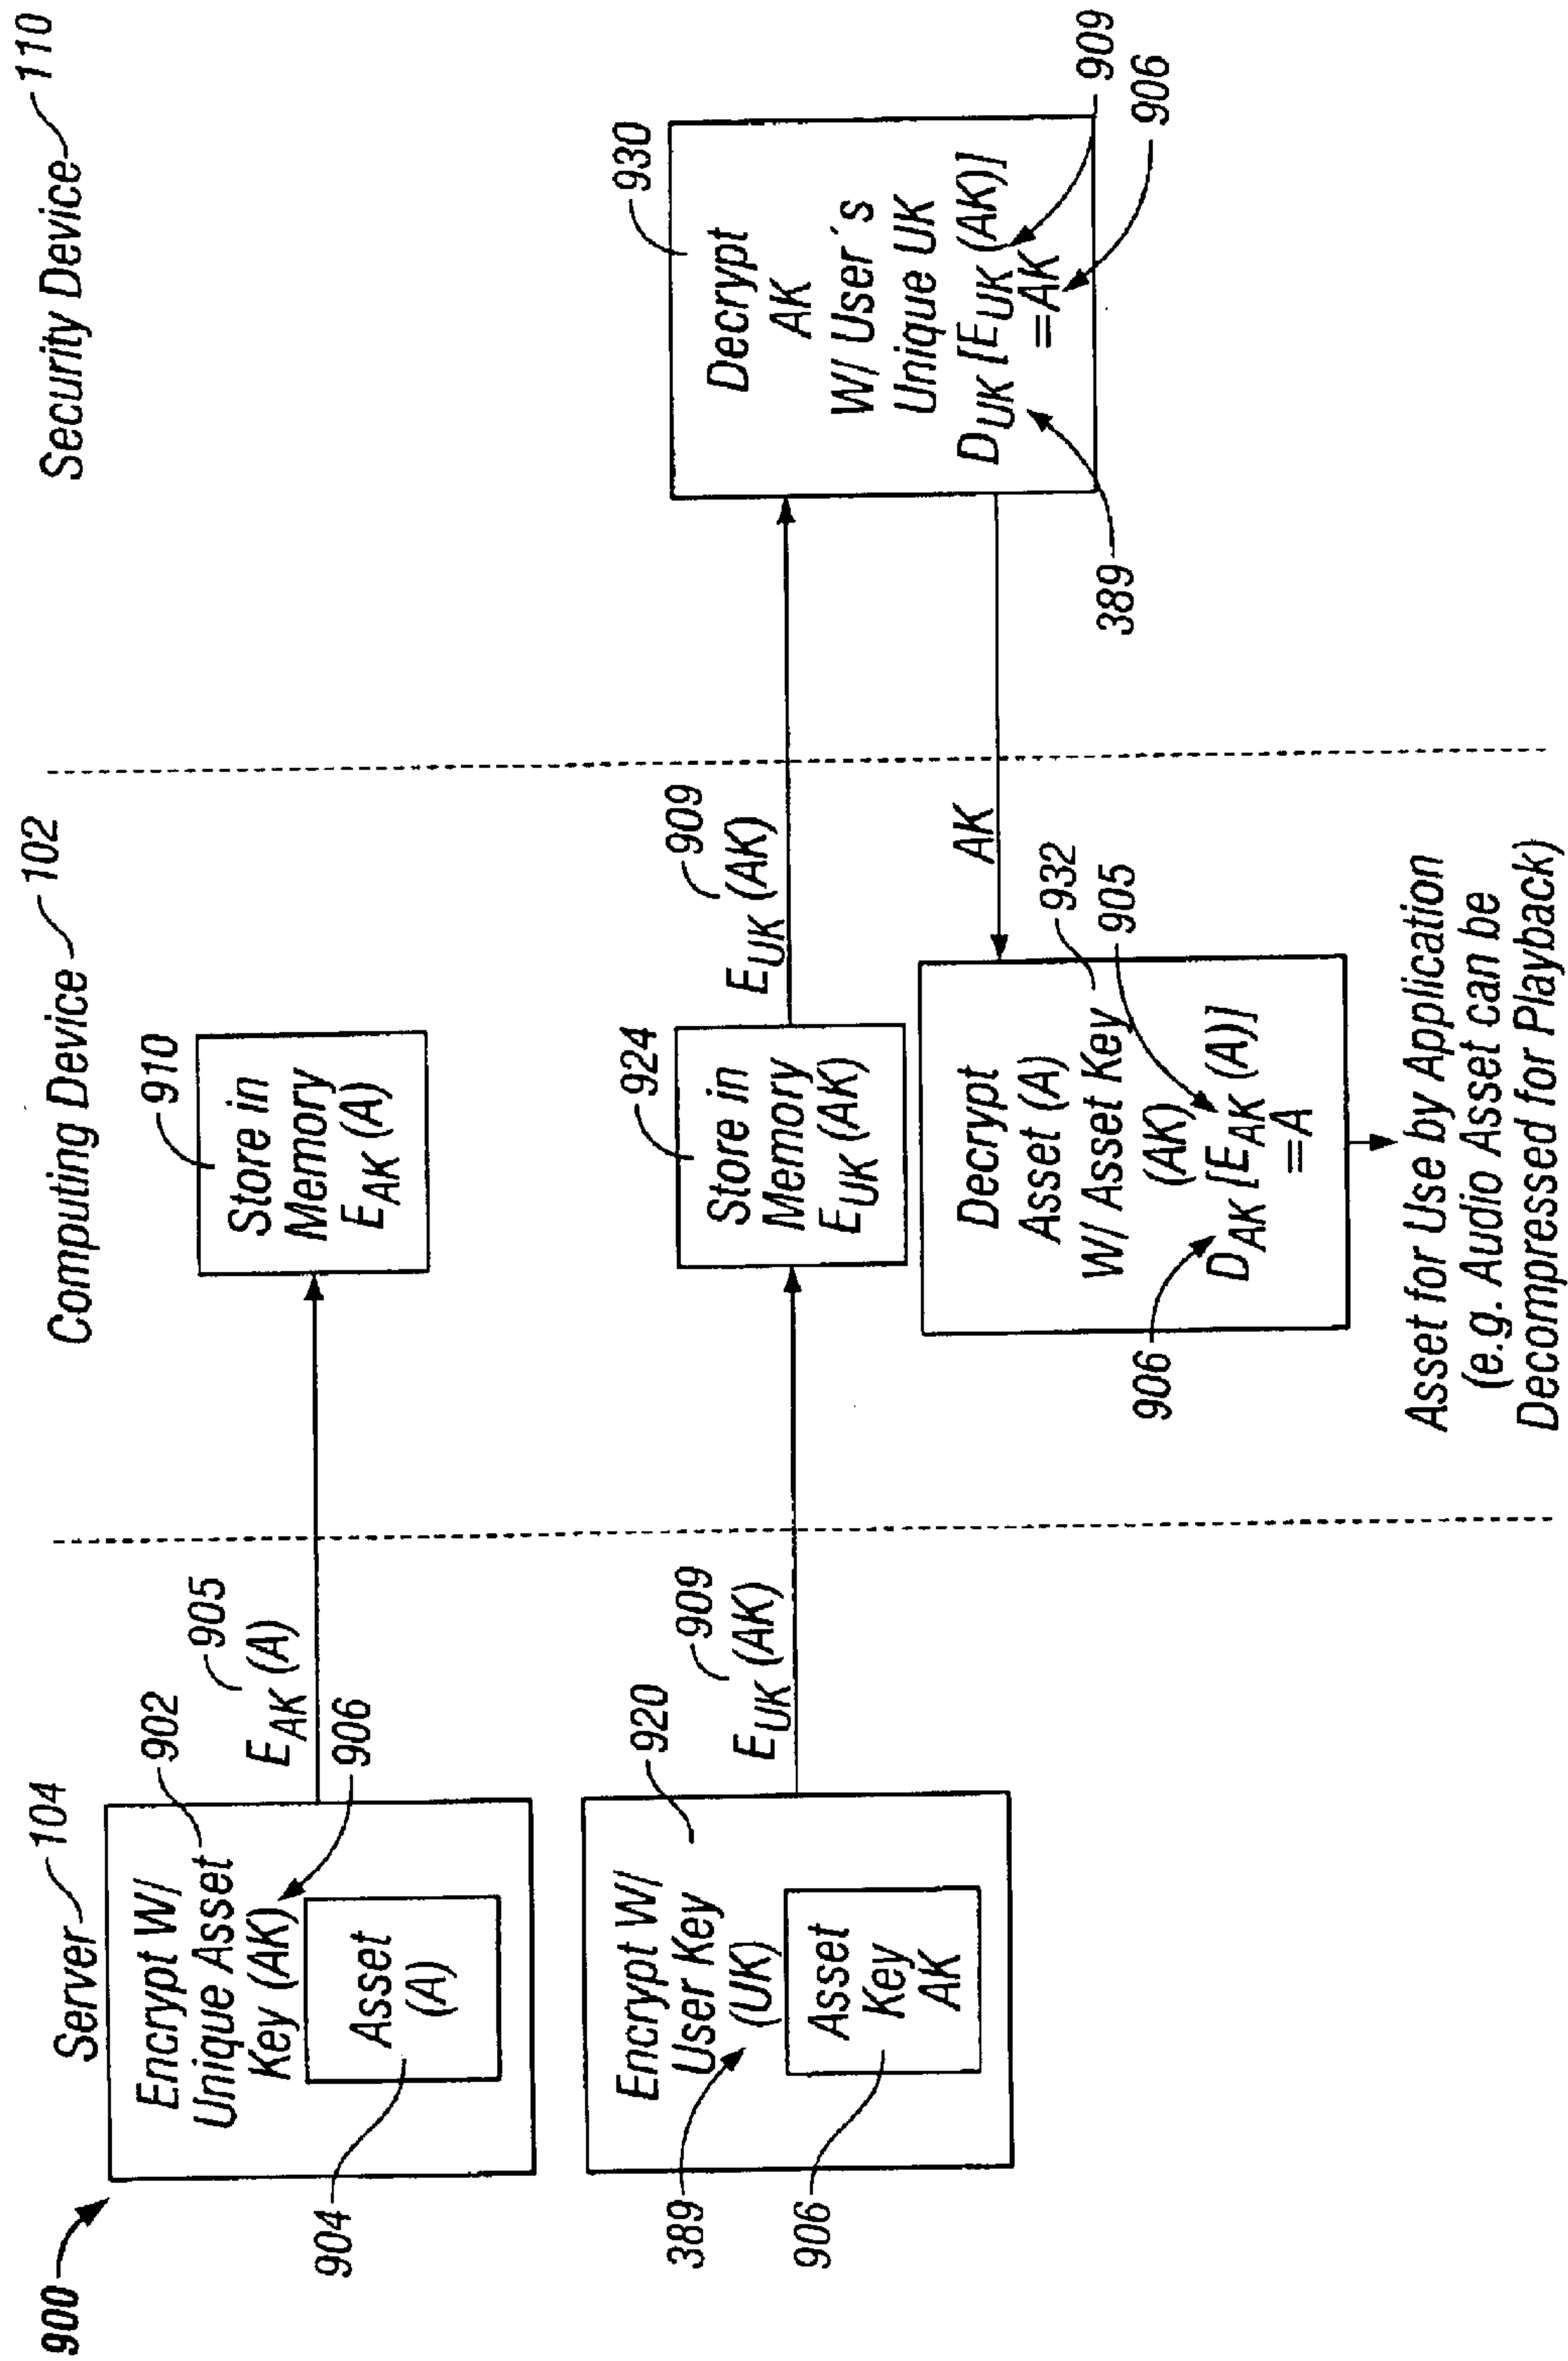 900
Server 104
Computing Device 102
Security Device 110
Encrypt W/
Unique Asset
Key (AK)
902
906
Asset
(A)
904
E_AK (A)
905
910
Store in
Memory
E_AK (A)
Encrypt W/
User Key
(UK)
920
389
Asset
Key
AK
906
E_UK (AK)
909
924
Store in
Memory
E_UK (AK)
E_UK (AK)
909
930
Decrypt
AK
W/ User's
Unique UK
D_UK [E_UK (AK)]
=AK
909
906
389
AK
932
905
Decrypt
Asset (A)
W/ Asset Key
(AK)
D_AK [E_AK (A)]
=A
906
Asset for Use by Application
(e.g. Audio Asset can be
Decompressed for Playback)